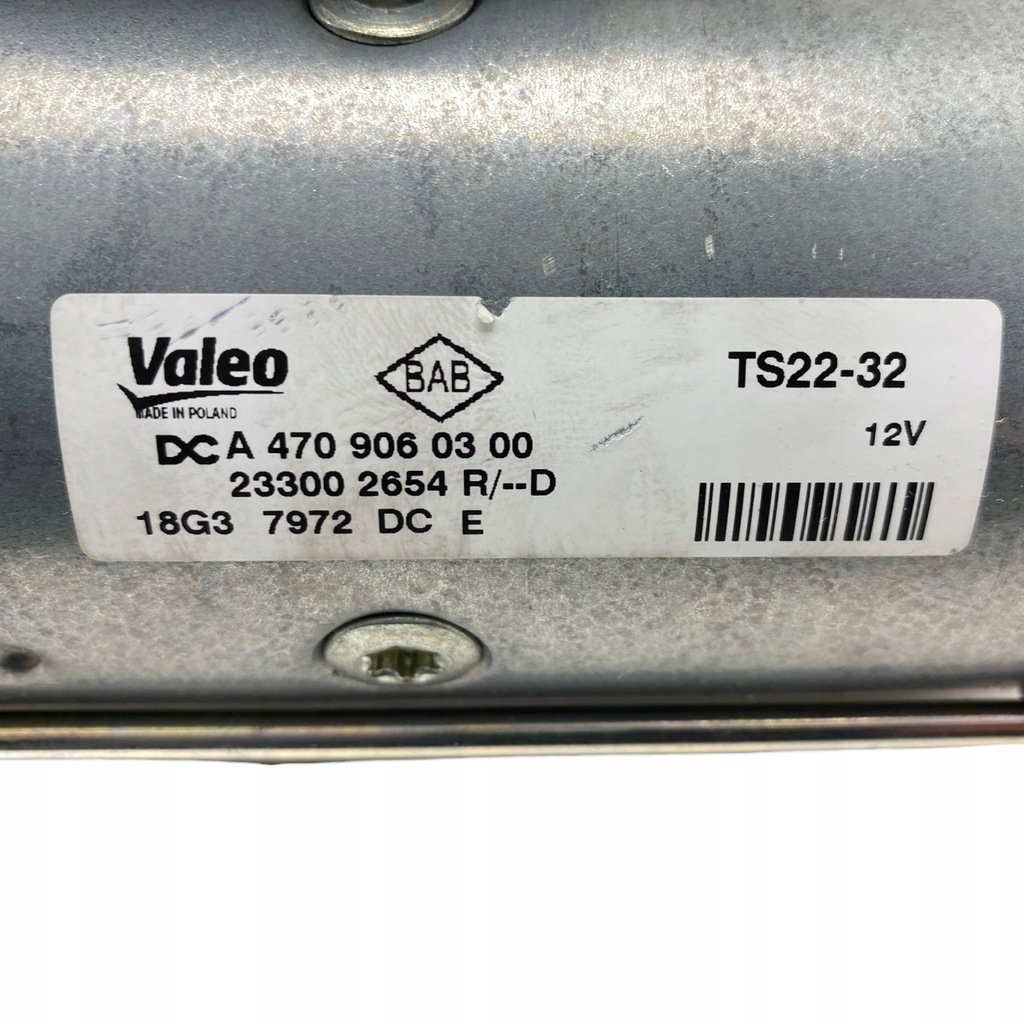 Valeo
MADE IN POLAND
BAB
TS22-32
12V
DC A 470 906 03 00
23300 2654 R/--D
18G3 7972 DC E